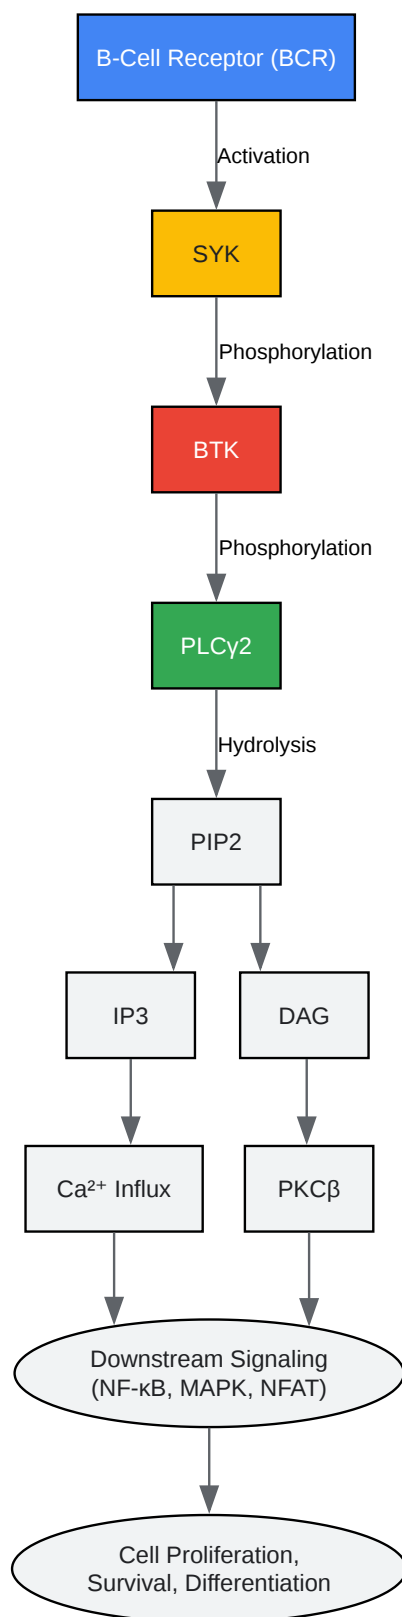 B-Cell Receptor (BCR)
Activation
SYK
Phosphorylation
BTK
Phosphorylation
PLCγ2
Hydrolysis
PIP2
IP3
DAG
Ca²⁺ Influx
PKCβ
Downstream Signaling
(NF-κB, MAPK, NFAT)
Cell Proliferation,
Survival, Differentiation